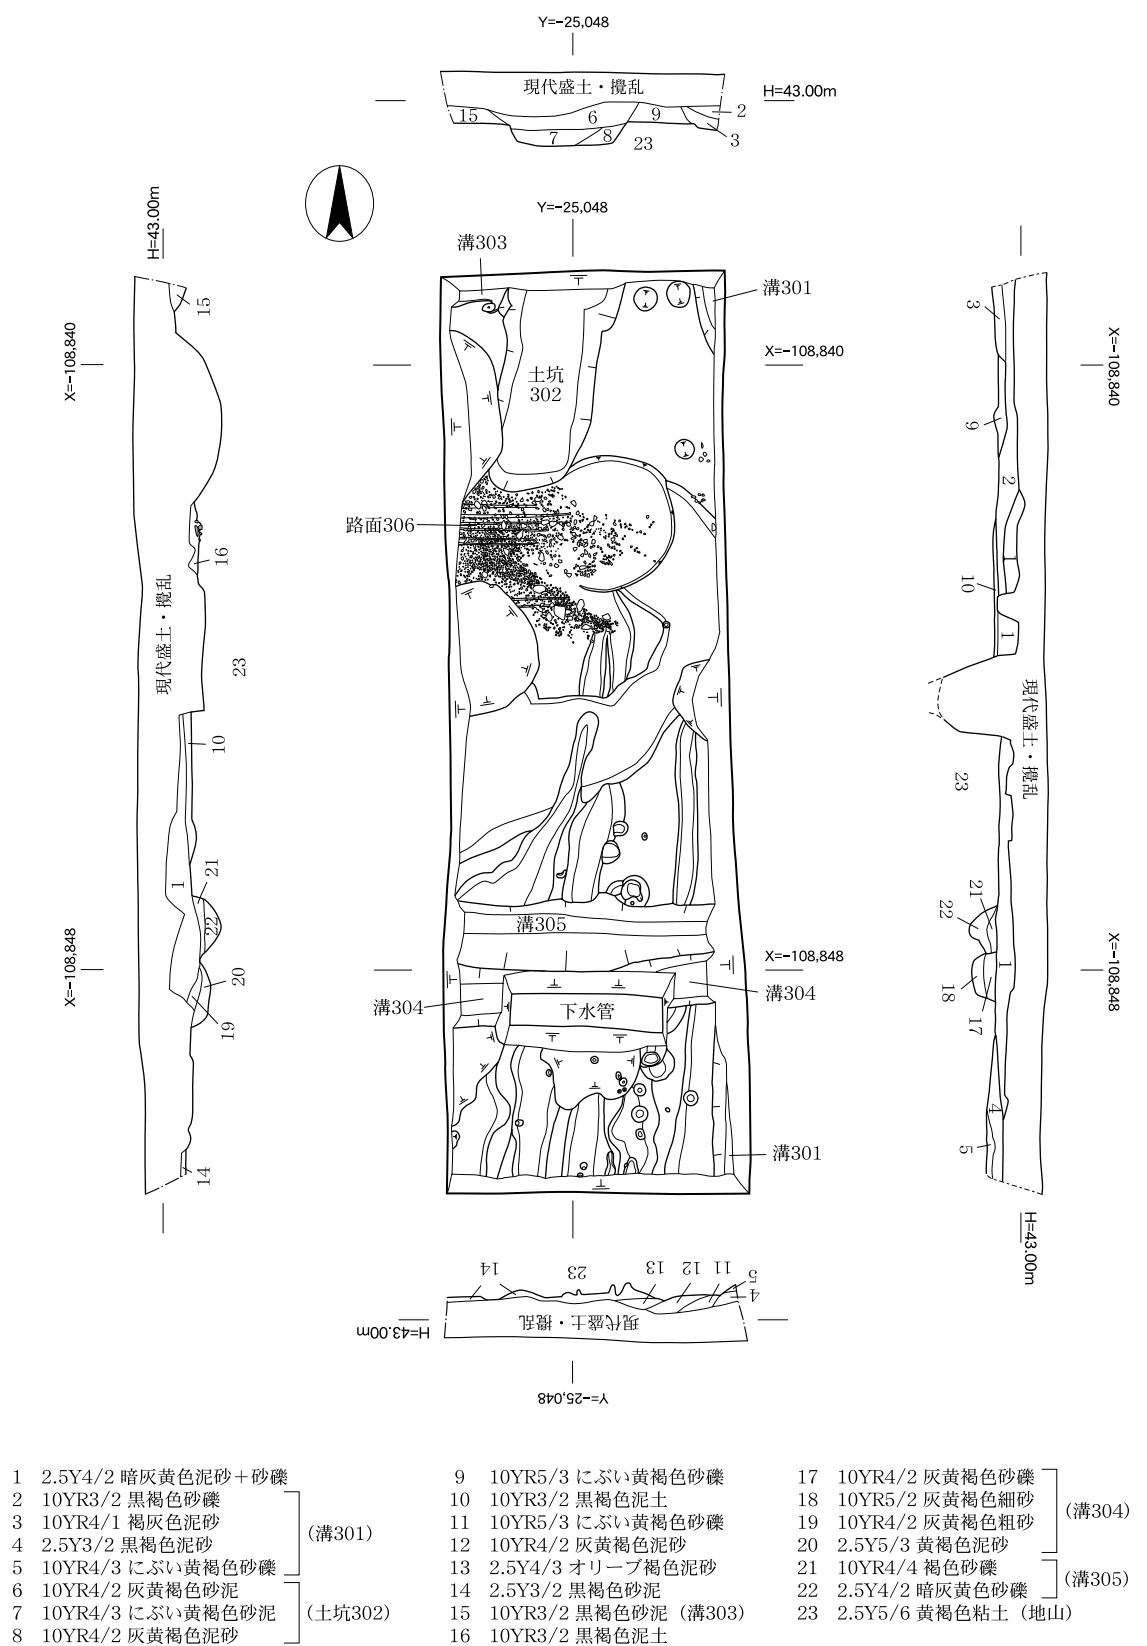 Y=-25,048
現代盛土・攪乱
H=43.00m
15
6
9
2
7
8
23
3
Y=-25,048
H=43.00m
溝303
溝301
15
3
X=-108,840
X=-108,840
X=-108,840
土坑
302
9
2
路面306
16
1
10
現代盛土・攪乱
1
23
現代盛土・攪乱
10
23
21
1
22
溝305
21
22
X=-108,848
X=-108,848
X=-108,848
1
20
18
溝304
溝304
下水管
19
17
4
溝301
5
14
H=43.00m
14
23
13
12
11
5
4
H=43.00m
現代盛土・攪乱
Y=-25,048
1 2.5Y4/2 暗灰黄色泥砂＋砂礫
2 10YR3/2 黒褐色砂礫
3 10YR4/1 褐灰色泥砂
4 2.5Y3/2 黒褐色泥砂
5 10YR4/3 にぶい黄褐色砂礫
(溝301)
6 10YR4/2 灰黄褐色砂泥
7 10YR4/3 にぶい黄褐色砂泥
8 10YR4/2 灰黄褐色泥砂
(土坑302)
9 10YR5/3 にぶい黄褐色砂礫
10 10YR3/2 黒褐色泥土
11 10YR5/3 にぶい黄褐色砂礫
12 10YR4/2 灰黄褐色泥砂
13 2.5Y4/3 オリーブ褐色泥砂
14 2.5Y3/2 黒褐色砂泥
15 10YR3/2 黒褐色砂泥（溝303）
16 10YR3/2 黒褐色泥土
17 10YR4/2 灰黄褐色砂礫
18 10YR5/2 灰黄褐色細砂
19 10YR4/2 灰黄褐色粗砂
20 2.5Y5/3 黄褐色泥砂
(溝304)
21 10YR4/4 褐色砂礫
22 2.5Y4/2 暗灰黄色砂礫
(溝305)
23 2.5Y5/6 黄褐色粘土（地山）